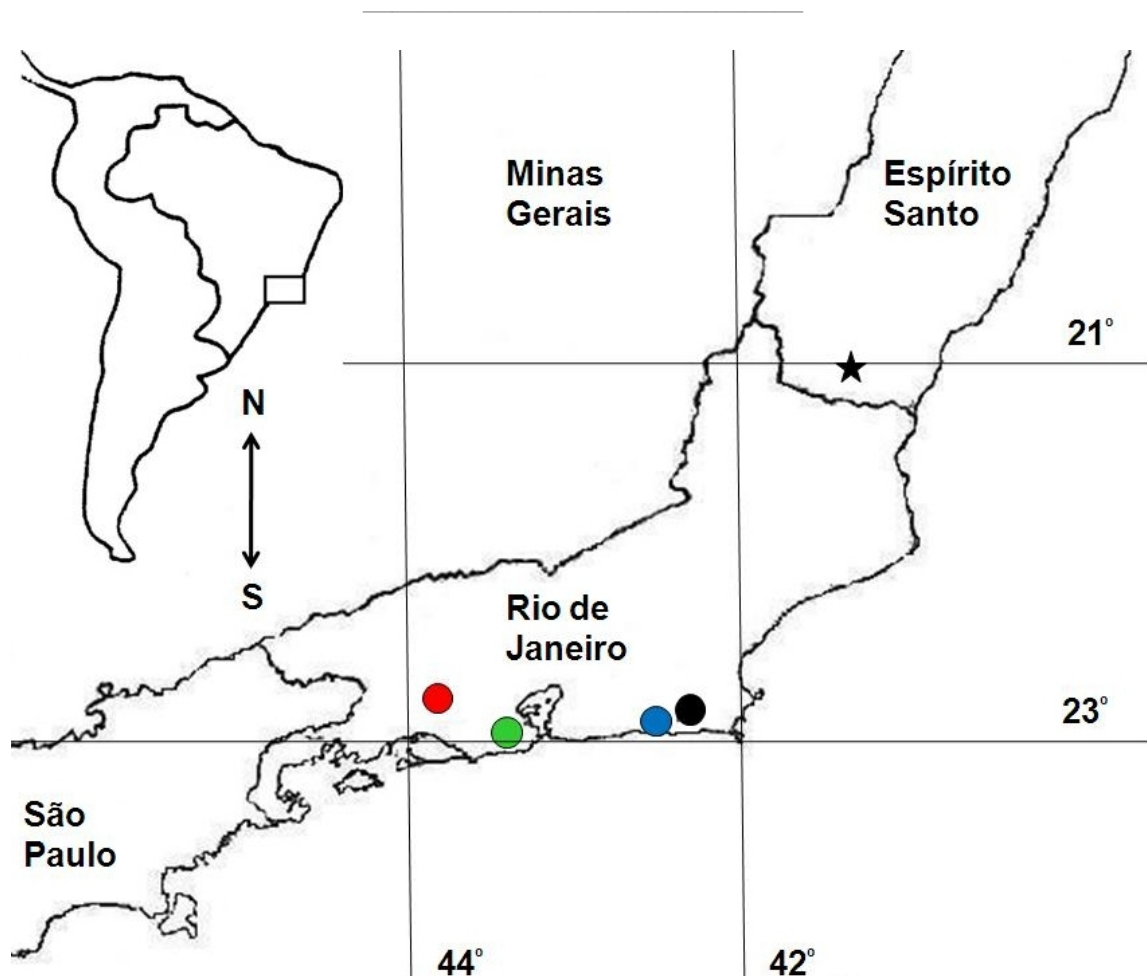 Minas
Gerais
Espírito
Santo
21°
N
S
Rio de
Janeiro
23°
São
Paulo
44°
42°